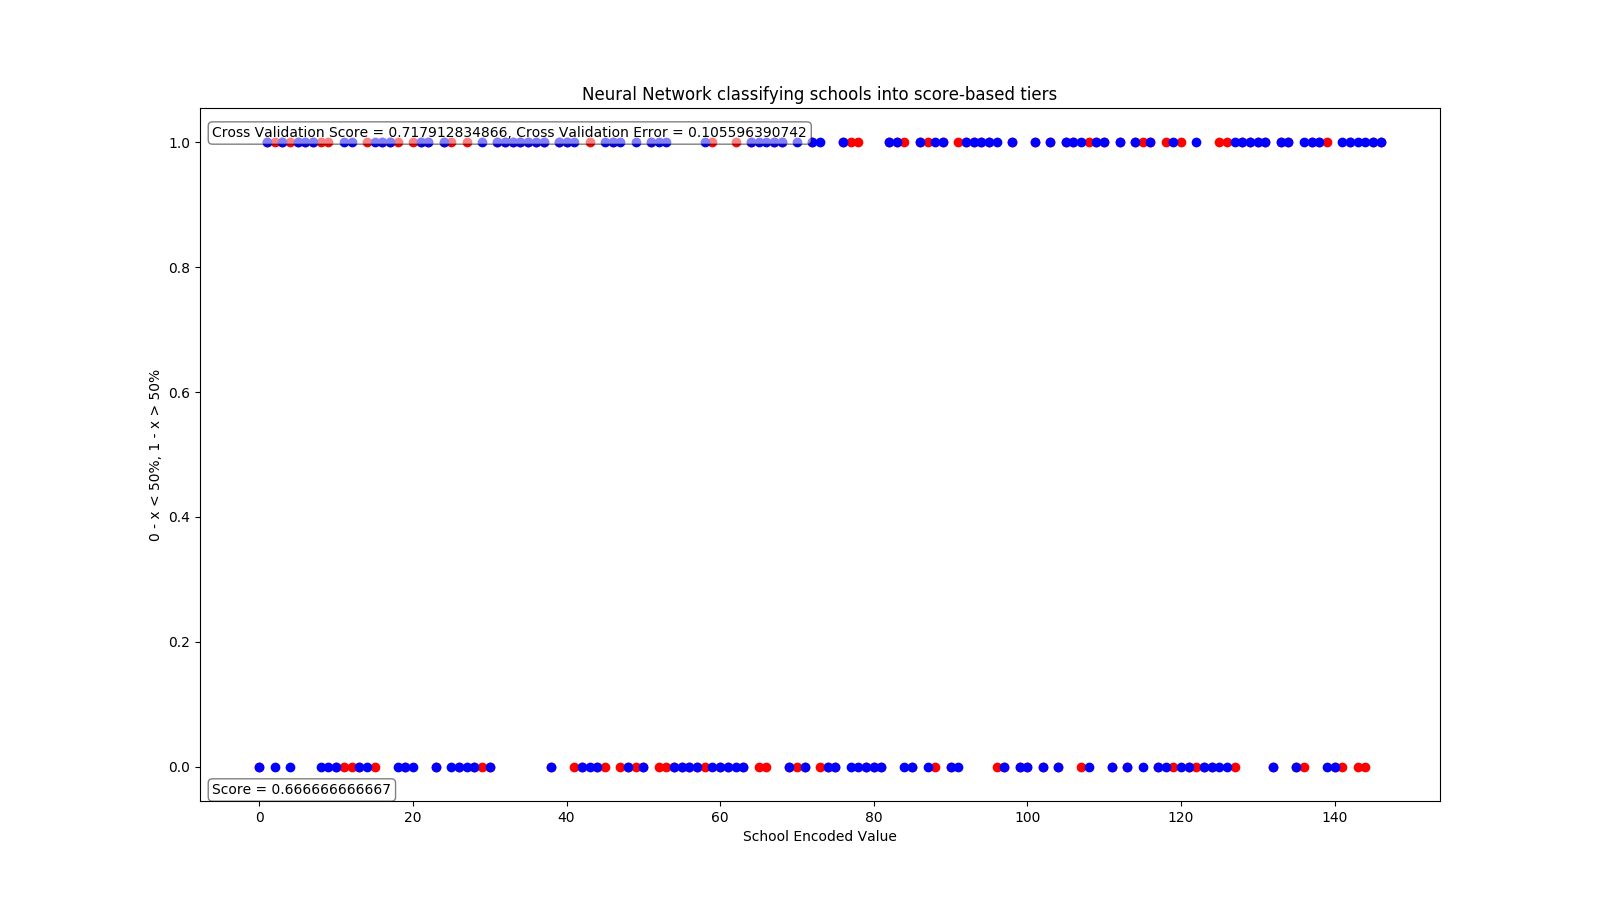 Neural Network classifying schools into score-based tiers
Cross Validation Score = 0.717912834866, Cross Validation Error = 0.105596390742
1.0
0.8
0.6
0.4
0.2
0.0
0 - x < 50%, 1 - x > 50%
Score = 0.666666666667
0 20 40 60 80 100 120 140
School Encoded Value